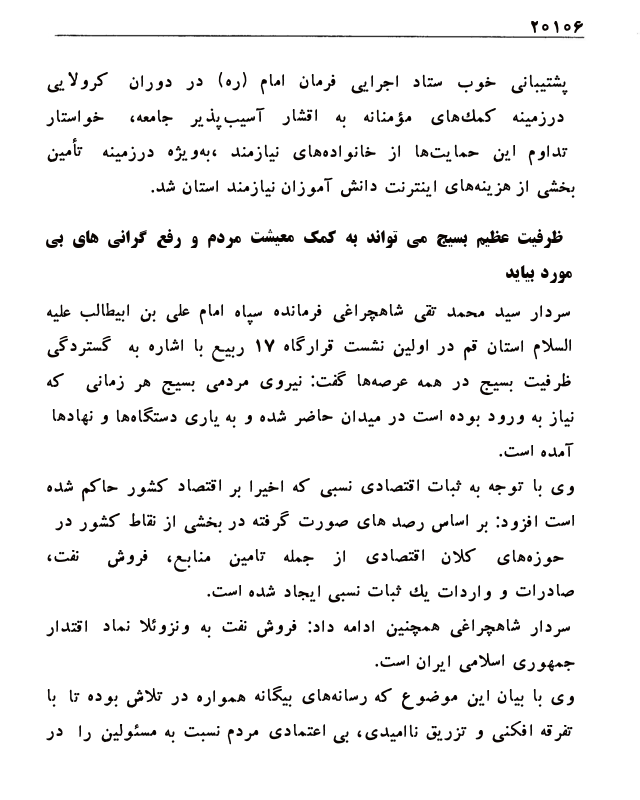 ۲۰۱۰۶
پشتیبانی خوب ستاد اجرایی فرمان امام (ره) در دوران کرولایی
درزمینه کمك‌های مؤمنانه به اقشار آسیب‌پذیر جامعه، خواستار
تداوم این حمایت‌ها از خانواده‌های نیازمند ،به‌ویژه درزمینه تأمین
بخشی از هزینه‌های اینترنت دانش آموزان نیازمند استان شد.
ظرفیت عظیم بسیج می تواند به کمک معیشت مردم و رفع گرانی های بی
مورد بیاید
سردار سید محمد تقی شاهچراغی فرمانده سپاه امام علی بن ابیطالب علیه
السلام استان قم در اولین نشست قرارگاه ۱۷ ربیع با اشاره به گستردگی
ظرفیت بسیج در همه عرصه‌ها گفت: نیروی مردمی بسیج هر زمانی که
نیاز به ورود بوده است در میدان حاضر شده و به یاری دستگاه‌ها و نهادها
آمده است.
وی با توجه به ثبات اقتصادی نسبی که اخیرا بر اقتصاد کشور حاکم شده
است افزود: بر اساس رصد های صورت گرفته در بخشی از نقاط کشور در
حوزه‌های کلان اقتصادی از جمله تامین منابع، فروش نفت،
صادرات و واردات یك ثبات نسبی ایجاد شده است.
سردار شاهچراغی همچنین ادامه داد: فروش نفت به ونزوئلا نماد اقتدار
جمهوری اسلامی ایران است.
وی با بیان این موضوع که رسانه‌های بیگانه همواره در تلاش بوده تا با
تفرقه افکنی و تزریق ناامیدی، بی اعتمادی مردم نسبت به مسئولین را در